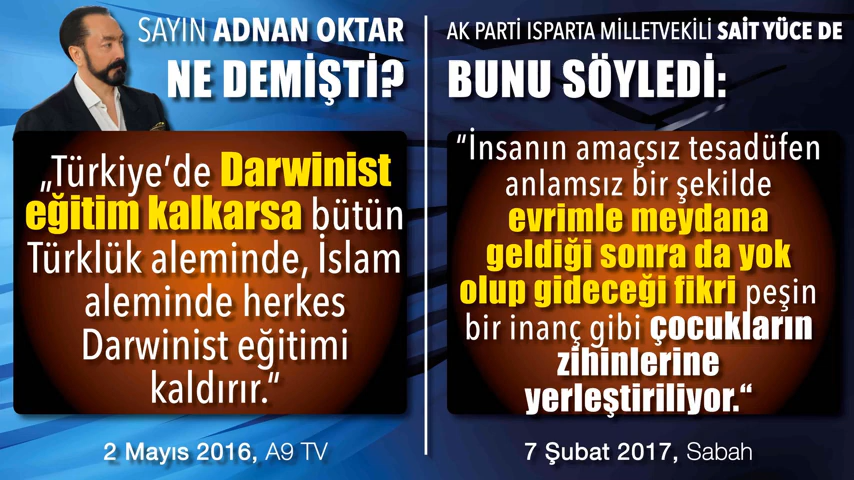 SAYIN ADNAN OKTAR
NE DEMİŞTİ?
„Türkiye’de Darwinist
eğitim kalkarsa bütün
Türklük aleminde, İslam
aleminde herkes
Darwinist eğitimi
kaldırır.“
2 Mayıs 2016, A9 TV
AK PARTİ ISPARTA MİLLETVEKİLİ SAİT YÜCE DE
BUNU SÖYLEDİ:
“İnsanın amaçsız tesadüfen
anlamsız bir şekilde
evrimle meydana
geldiği sonra da yok
olup gideceği fikri peşin
bir inanç gibi çocukların
zihinlerine
yerleştiriliyor.“
7 Şubat 2017, Sabah